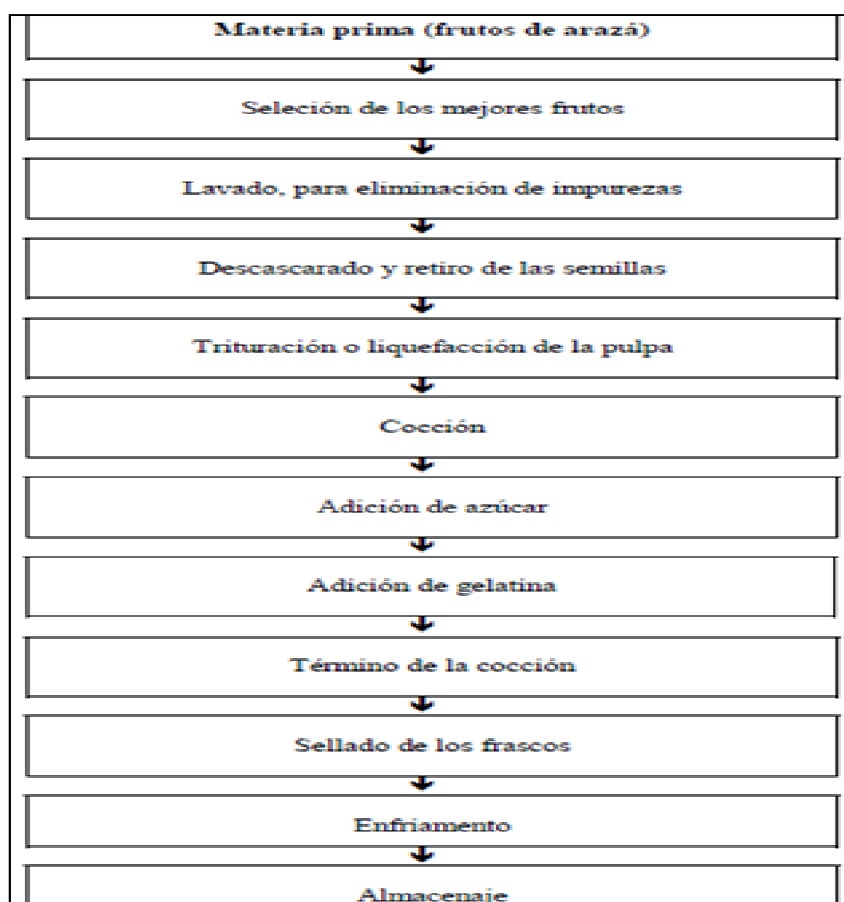 Materia prima (frutos de arazá)
Seleción de los mejores frutos
Lavado, para eliminación de impurezas
Descascarado y retiro de las semillas
Trituración o liquefacción de la pulpa
Cocción
Adición de azúcar
Adición de gelatina
Término de la cocción
Sellado de los frascos
Enfriamento
Almacenaje